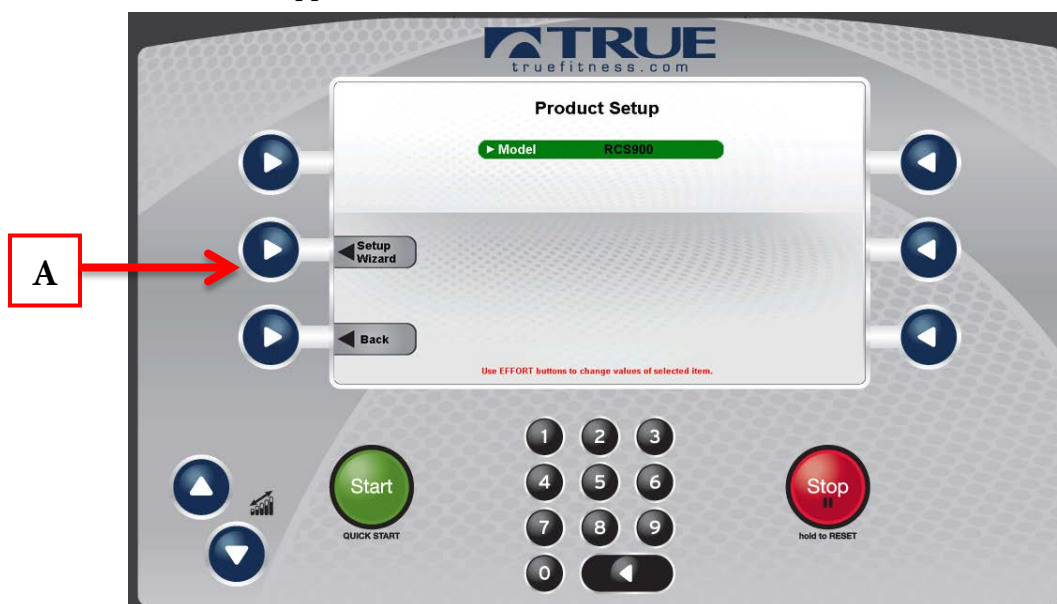 TRUE
truefitness.com
Product Setup
Model RCS900
Setup
Wizard
A
Back
Use EFFORT buttons to change values of selected item.
1 2 3
Start
4 5 6
Stop
QUICK START
7 8 9
hold to RESET
0